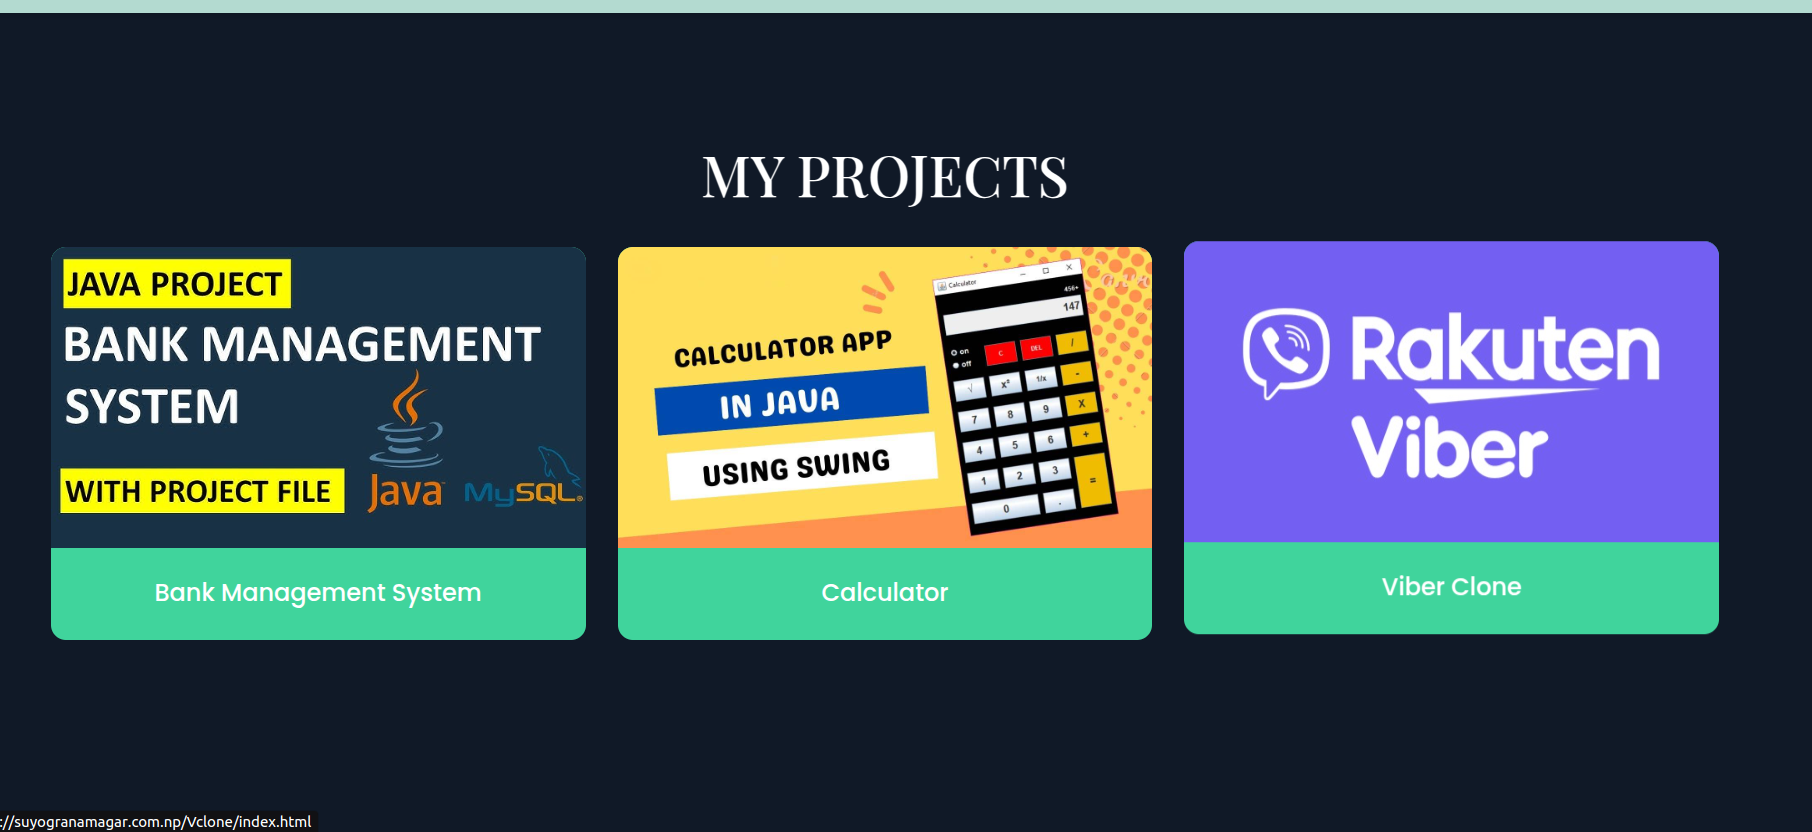 MY PROJECTS
JAVA PROJECT
BANK MANAGEMENT
SYSTEM
WITH PROJECT FILE
Java
MySQL®
Bank Management System
CALCULATOR APP
IN JAVA
USING SWING
Calculator
456+
147
on
off
C DEL /
√ x² 1/x -
7 8 9 X
4 5 6 +
1 2 3 =
0 .
Calculator
Rakuten
Viber
Viber Clone
://suyogranamagar.com.np/Vclone/index.html